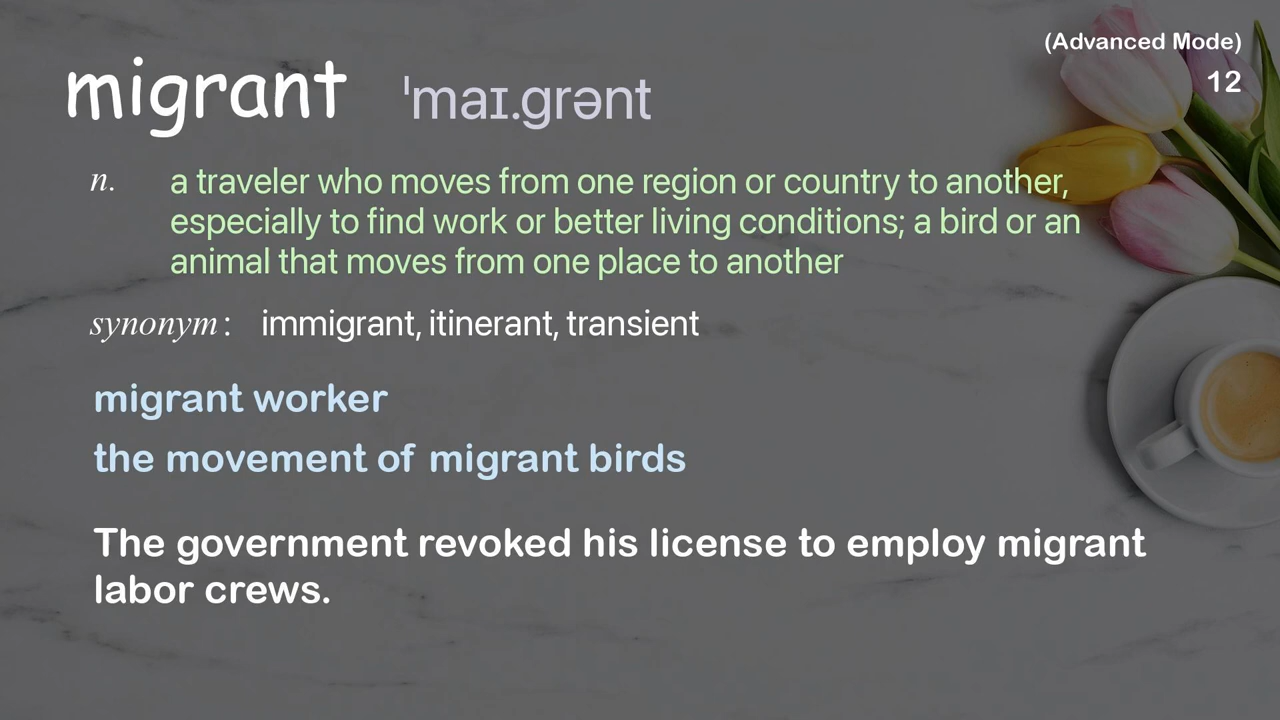 (Advanced Mode)
12
migrant ˈmaɪ.grənt
n. a traveler who moves from one region or country to another,
especially to find work or better living conditions; a bird or an
animal that moves from one place to another
synonym: immigrant, itinerant, transient
migrant worker
the movement of migrant birds
The government revoked his license to employ migrant
labor crews.